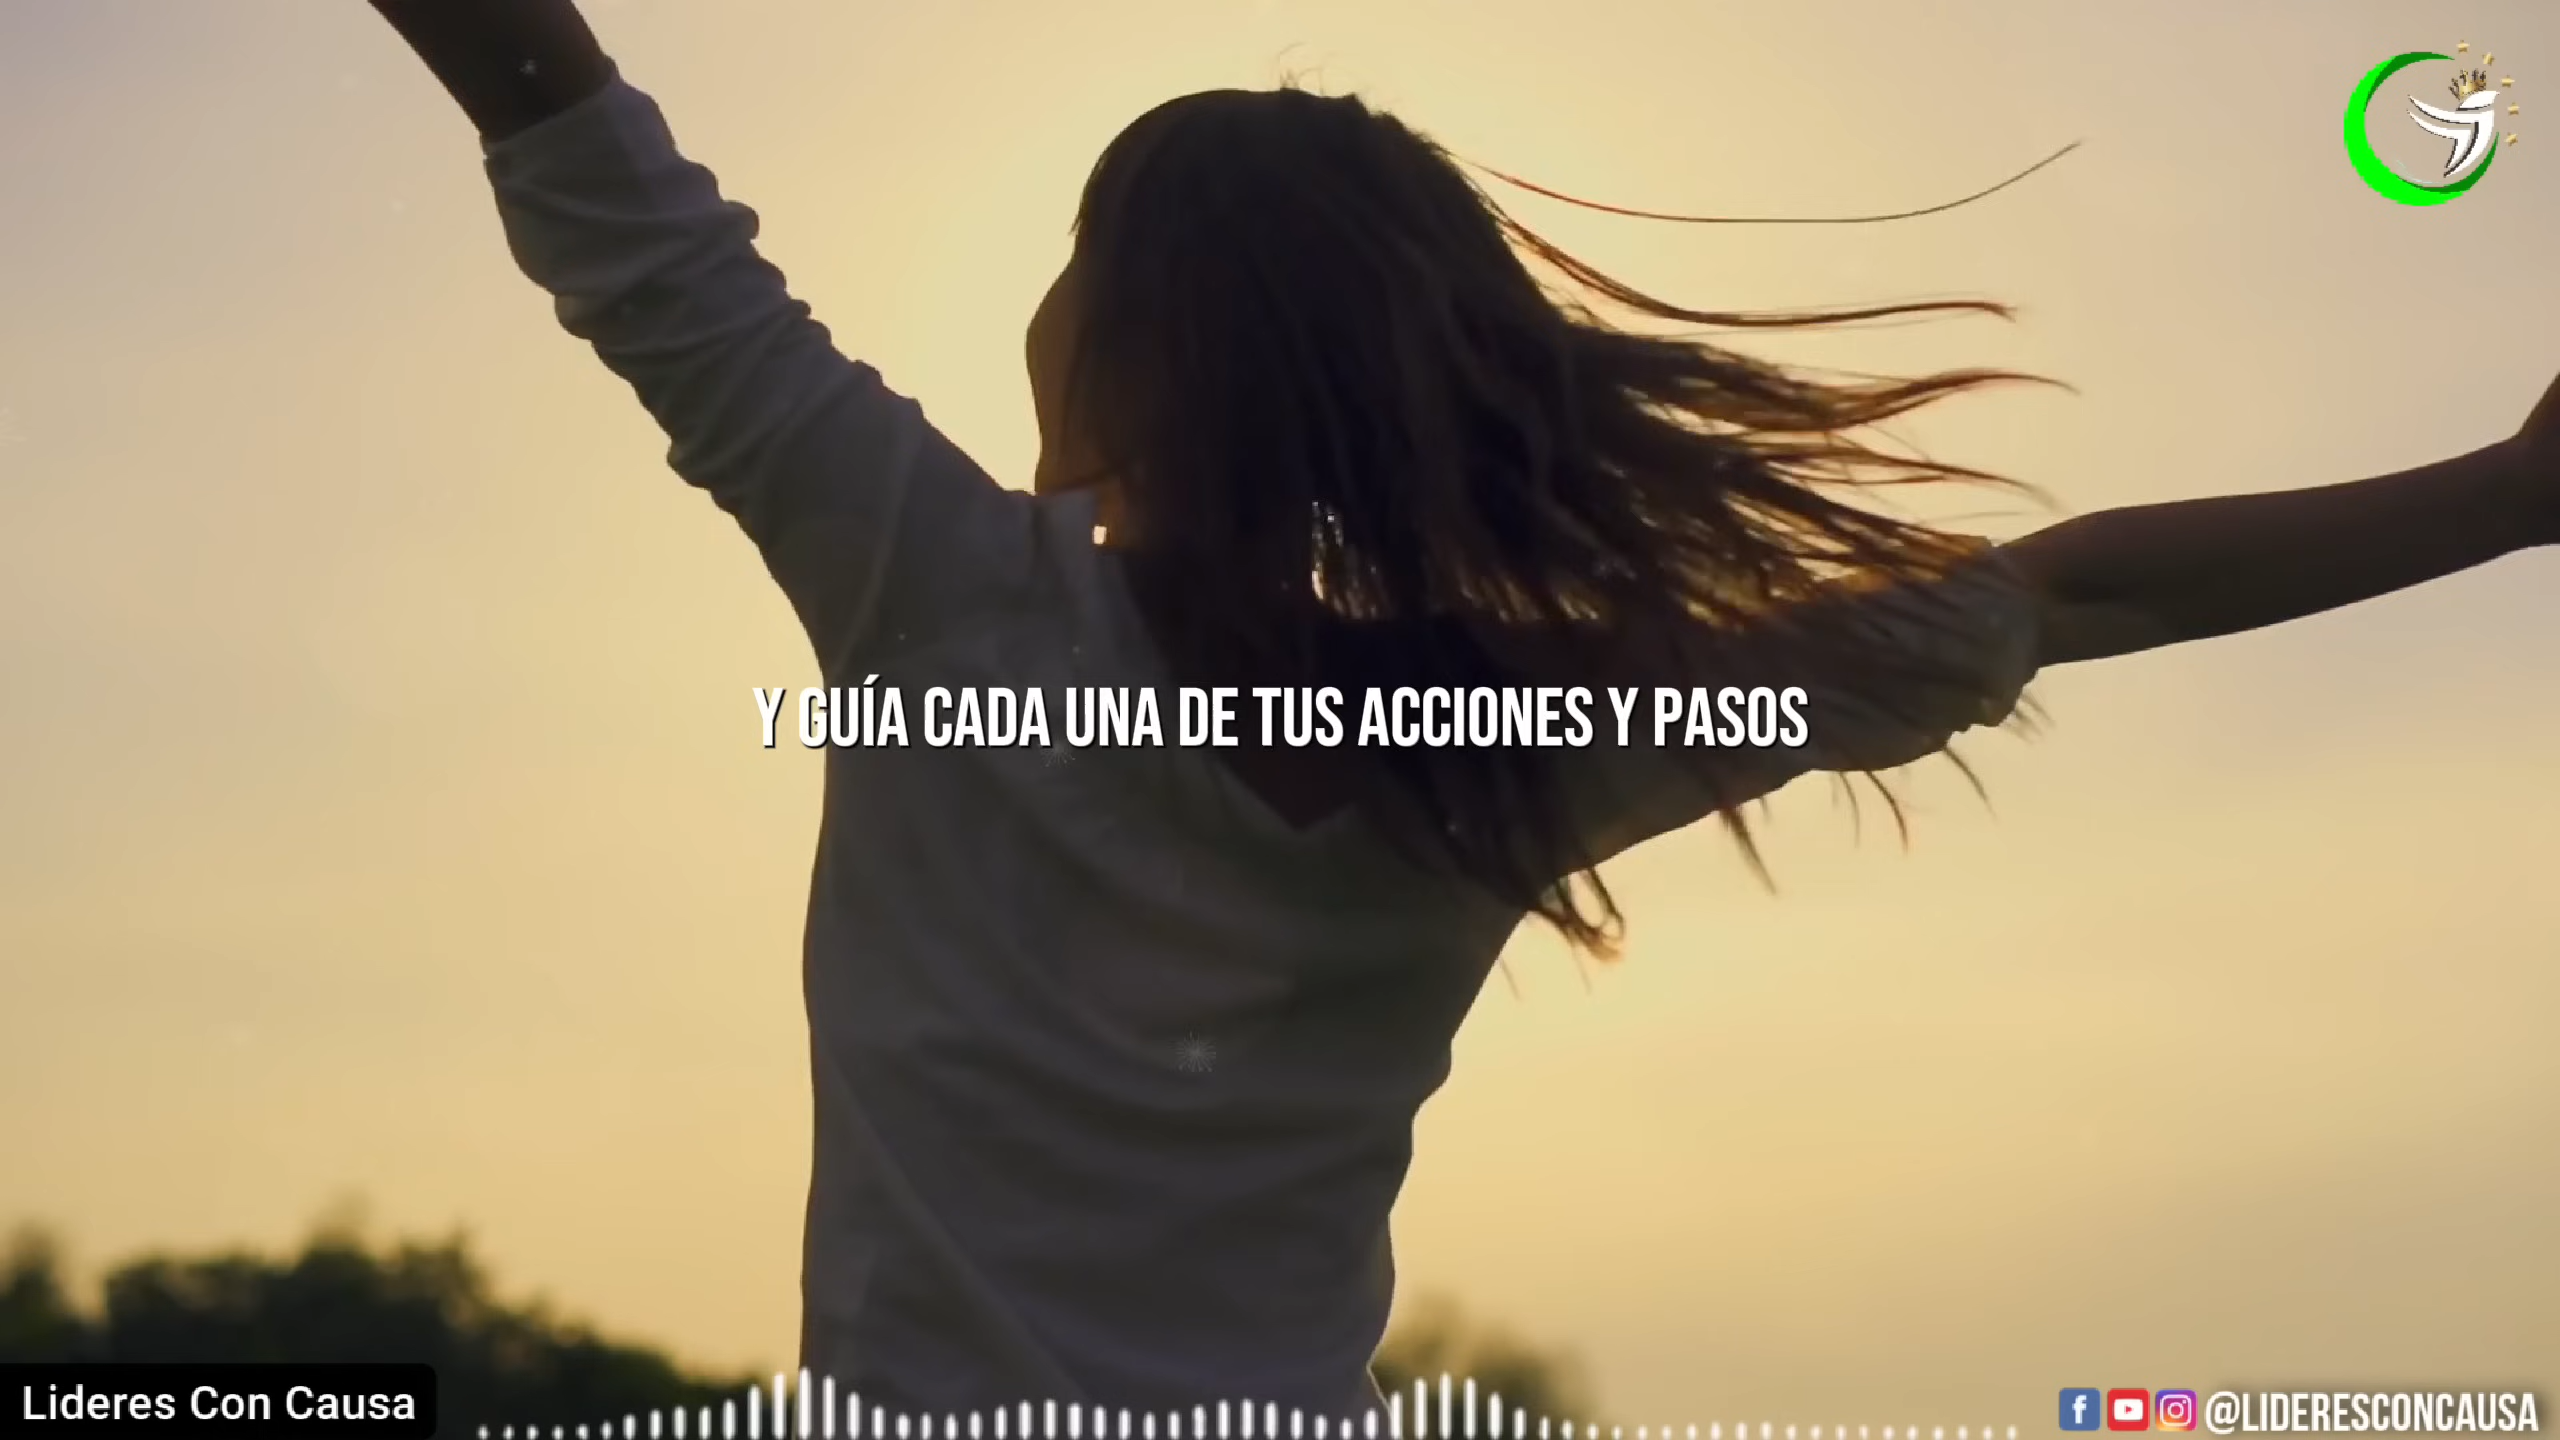 Y GUÍA CADA UNA DE TUS ACCIONES Y PASOS
Lideres Con Causa
@LIDERESCONCAUSA